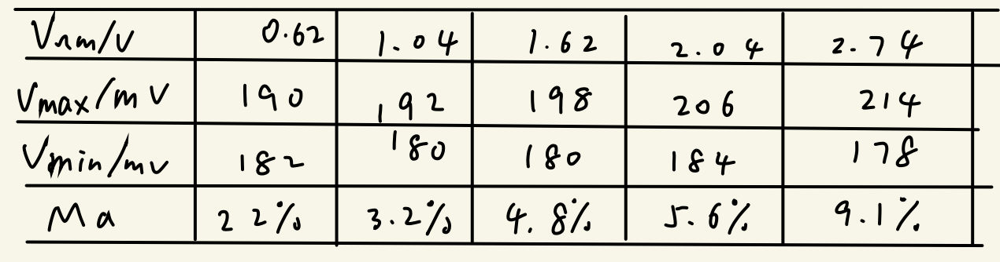 Vrm/V 0.62 1.04 1.62 2.04 2.74
Vmax/mV 190 192 198 206 214
Vmin/mv 182 180 180 184 178
Ma 22% 3.2% 4.8% 5.6% 9.1%